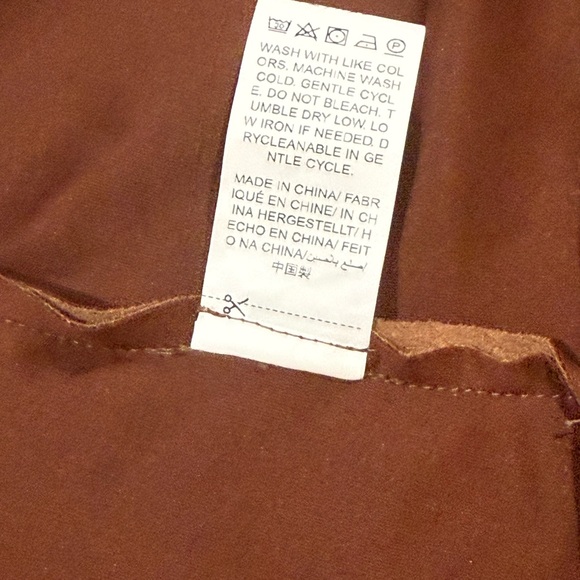 WASH WITH LIKE COL
ORS. MACHINE WASH
COLD. GENTLE CYCL
E. DO NOT BLEACH. T
UMBLE DRY LOW. LO
W IRON IF NEEDED. D
RYCLEANABLE IN GE
NTLE CYCLE.
MADE IN CHINA/ FABR
IQUÉ EN CHINE/ IN CH
INA HERGESTELLT/ H
ECHO EN CHINA/ FEIT
O NA CHINA/صنع بالصين/
中国製